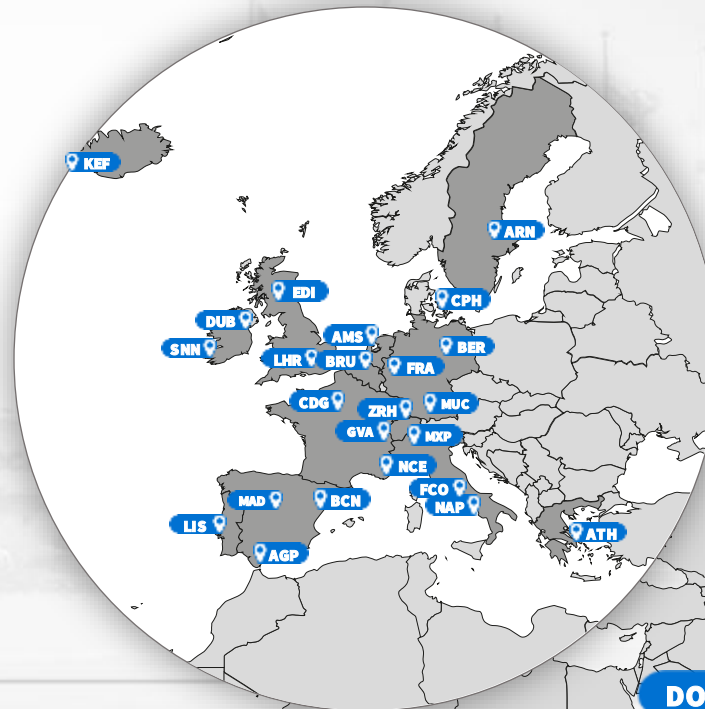 KEF
ARN
EDI
CPH
DUB
AMS
SNN
LHR
BRU
BER
FRA
CDG
ZRH
MUC
GVA
MXP
NCE
FCO
MAD
BCN
NAP
LIS
ATH
AGP
DO